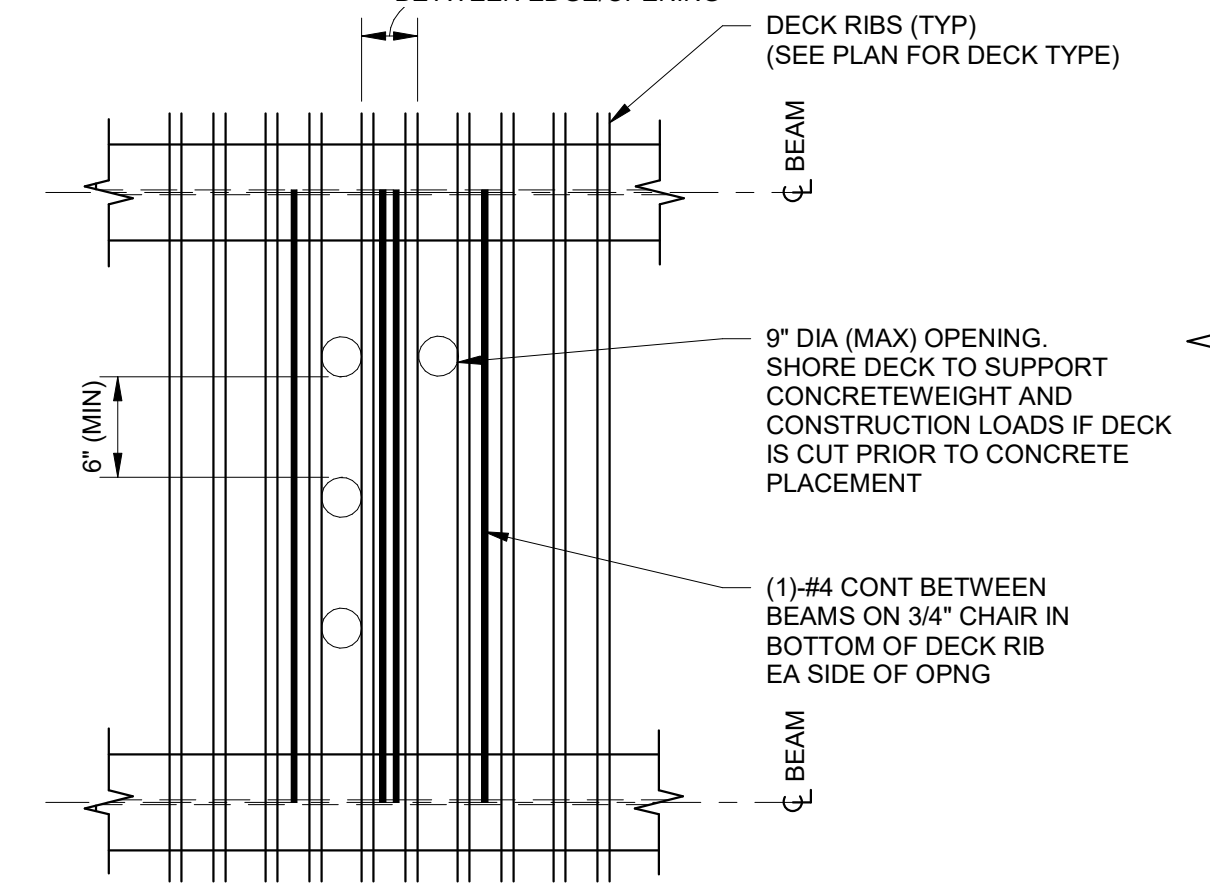 BETWEEN EDGE/OPENING
DECK RIBS (TYP)
(SEE PLAN FOR DECK TYPE)
℄ BEAM
9" DIA (MAX) OPENING.
SHORE DECK TO SUPPORT
CONCRETEWEIGHT AND
CONSTRUCTION LOADS IF DECK
IS CUT PRIOR TO CONCRETE
PLACEMENT
6" (MIN)
(1)-#4 CONT BETWEEN
BEAMS ON 3/4" CHAIR IN
BOTTOM OF DECK RIB
EA SIDE OF OPNG
℄ BEAM